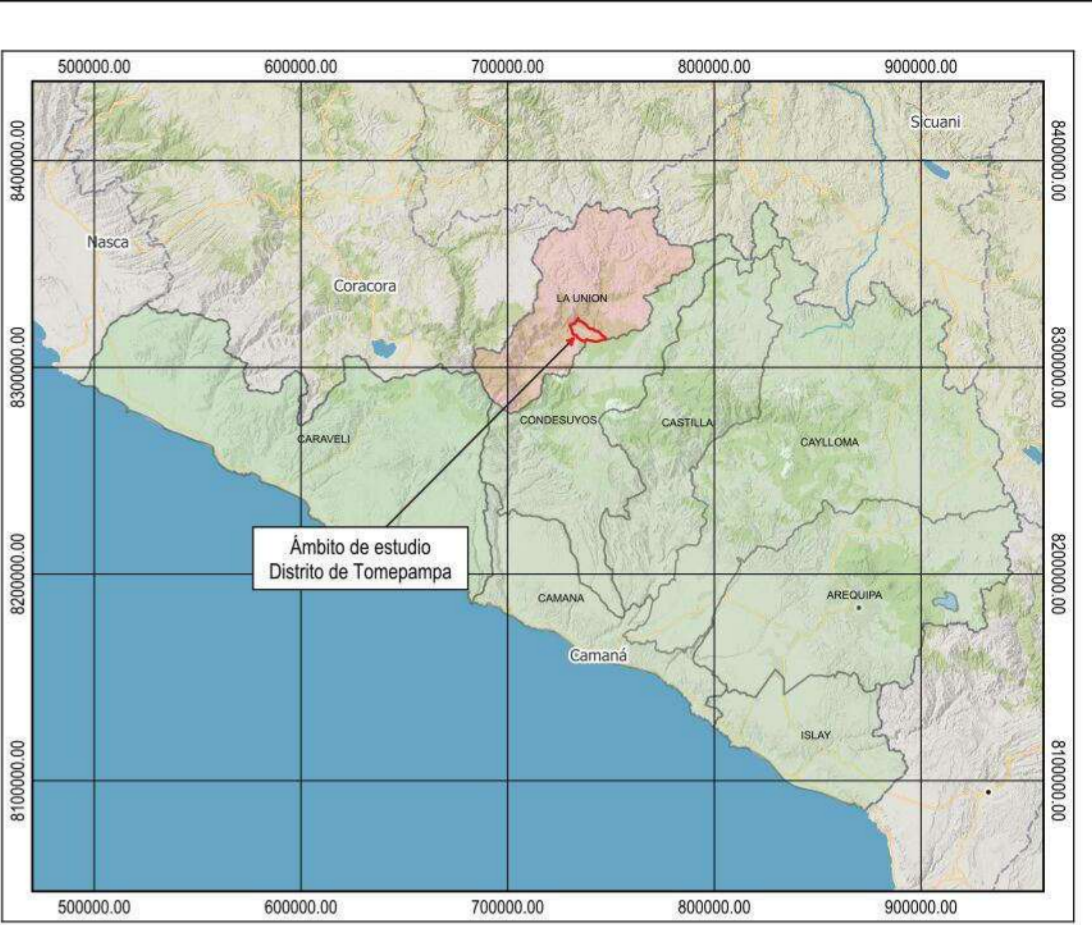 500000.00 600000.00 700000.00 800000.00 900000.00
8400000.00
8400000.00
Sicuani
Nasca
Coracora
LA UNION
8300000.00
8300000.00
CONDESUYOS
CASTILLA
CARAVELI
CAYLLOMA
Ámbito de estudio
Distrito de Tomepampa
8200000.00
8200000.00
CAMANA
AREQUIPA
Camaná
ISLAY
8100000.00
8100000.00
500000.00 600000.00 700000.00 800000.00 900000.00